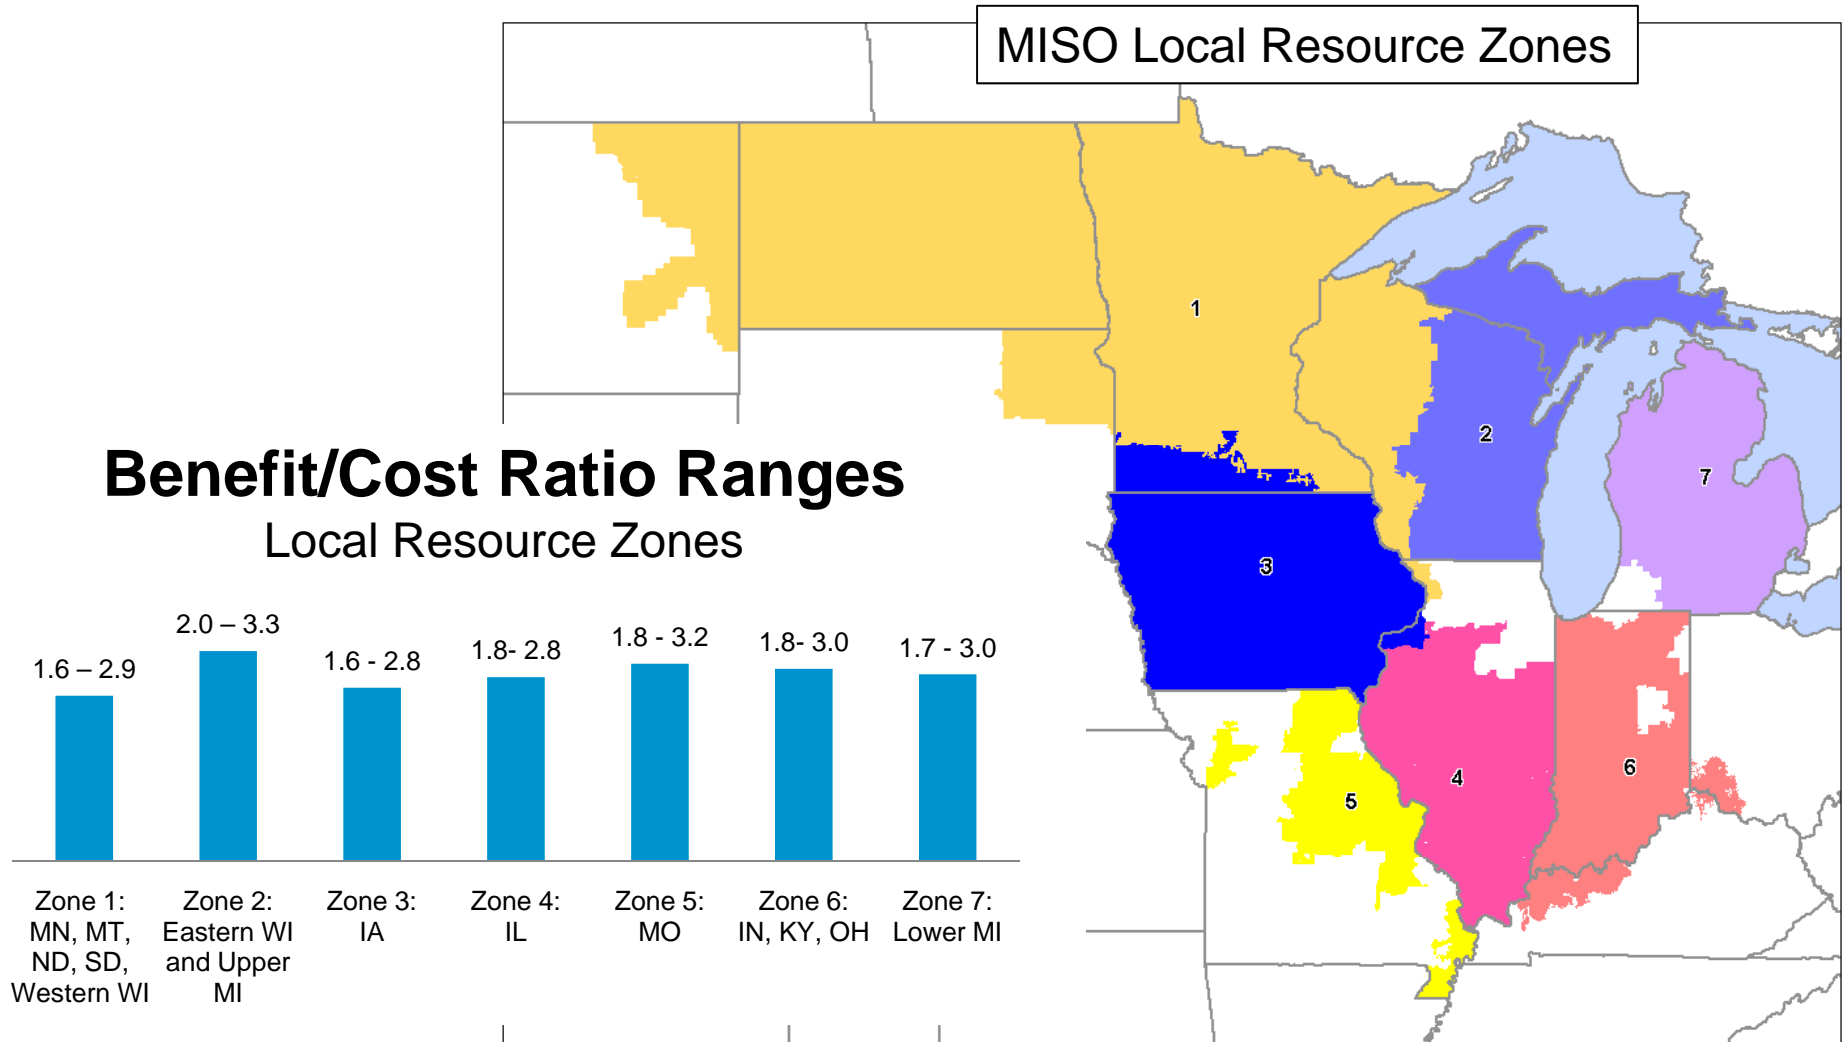 MISO Local Resource Zones
1
2
7
3
4
6
5
Benefit/Cost Ratio Ranges
Local Resource Zones
1.6 – 2.9
2.0 – 3.3
1.6 - 2.8
1.8- 2.8
1.8 - 3.2
1.8- 3.0
1.7 - 3.0
Zone 1:
MN, MT,
ND, SD,
Western WI
Zone 2:
Eastern WI
and Upper
MI
Zone 3:
IA
Zone 4:
IL
Zone 5:
MO
Zone 6:
IN, KY, OH
Zone 7:
Lower MI